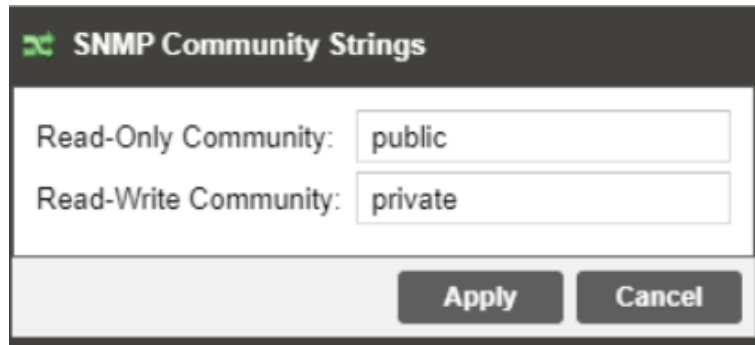 SNMP Community Strings
Read-Only Community: public
Read-Write Community: private
Apply Cancel